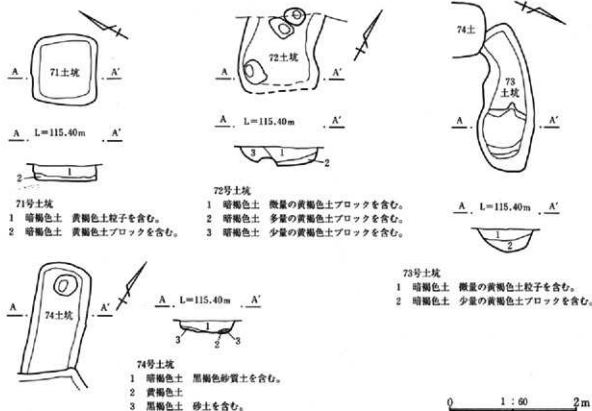 A 71土坑 A'
A L=115.40m A'
1
2
71号土坑
1 暗褐色土 黄褐色土粒子を含む。
2 暗褐色土 黄褐色土ブロックを含む。
72土坑
A A'
A L=115.40m A'
3 1
2
72号土坑
1 暗褐色土 微量の黄褐色土ブロックを含む。
2 暗褐色土 多量の黄褐色土ブロックを含む。
3 暗褐色土 少量の黄褐色土ブロックを含む。
74土
73
土坑
A A'
A L=115.40m A'
1
2
73号土坑
1 暗褐色土 微量の黄褐色土粒子を含む。
2 暗褐色土 少量の黄褐色土ブロックを含む。
A 74土坑 A'
A L=115.40m A'
1
3 2 3
74号土坑
1 暗褐色土 黒褐色砂質土を含む。
2 黄褐色土
3 黒褐色土 砂土を含む。
0 1:60 2m